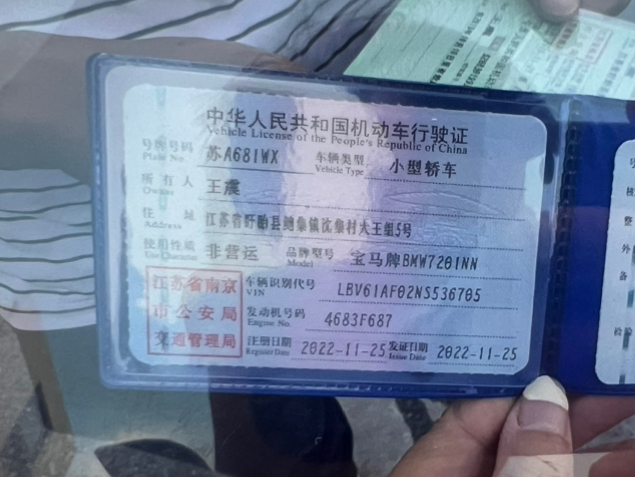 中华人民共和国机动车行驶证
Vehicle License of the People's Republic of China
号牌号码 苏A681WX 车辆类型 小型轿车
Plate No. Vehicle Type
所有人 王震
Owner
住址 江苏省盱眙县鲍集镇沈集村大王组5号
Address
使用性质 非营运 品牌型号 宝马牌BMW7201NN
Use Character Model
江苏省南京
市公安局
交通管理局
车辆识别代号 LBV61AF02NS536705
VIN
发动机号码 4683F687
Engine No.
注册日期 2022-11-25 发证日期 2022-11-25
Register Date Issue Date
号
核
整
外
备
检验